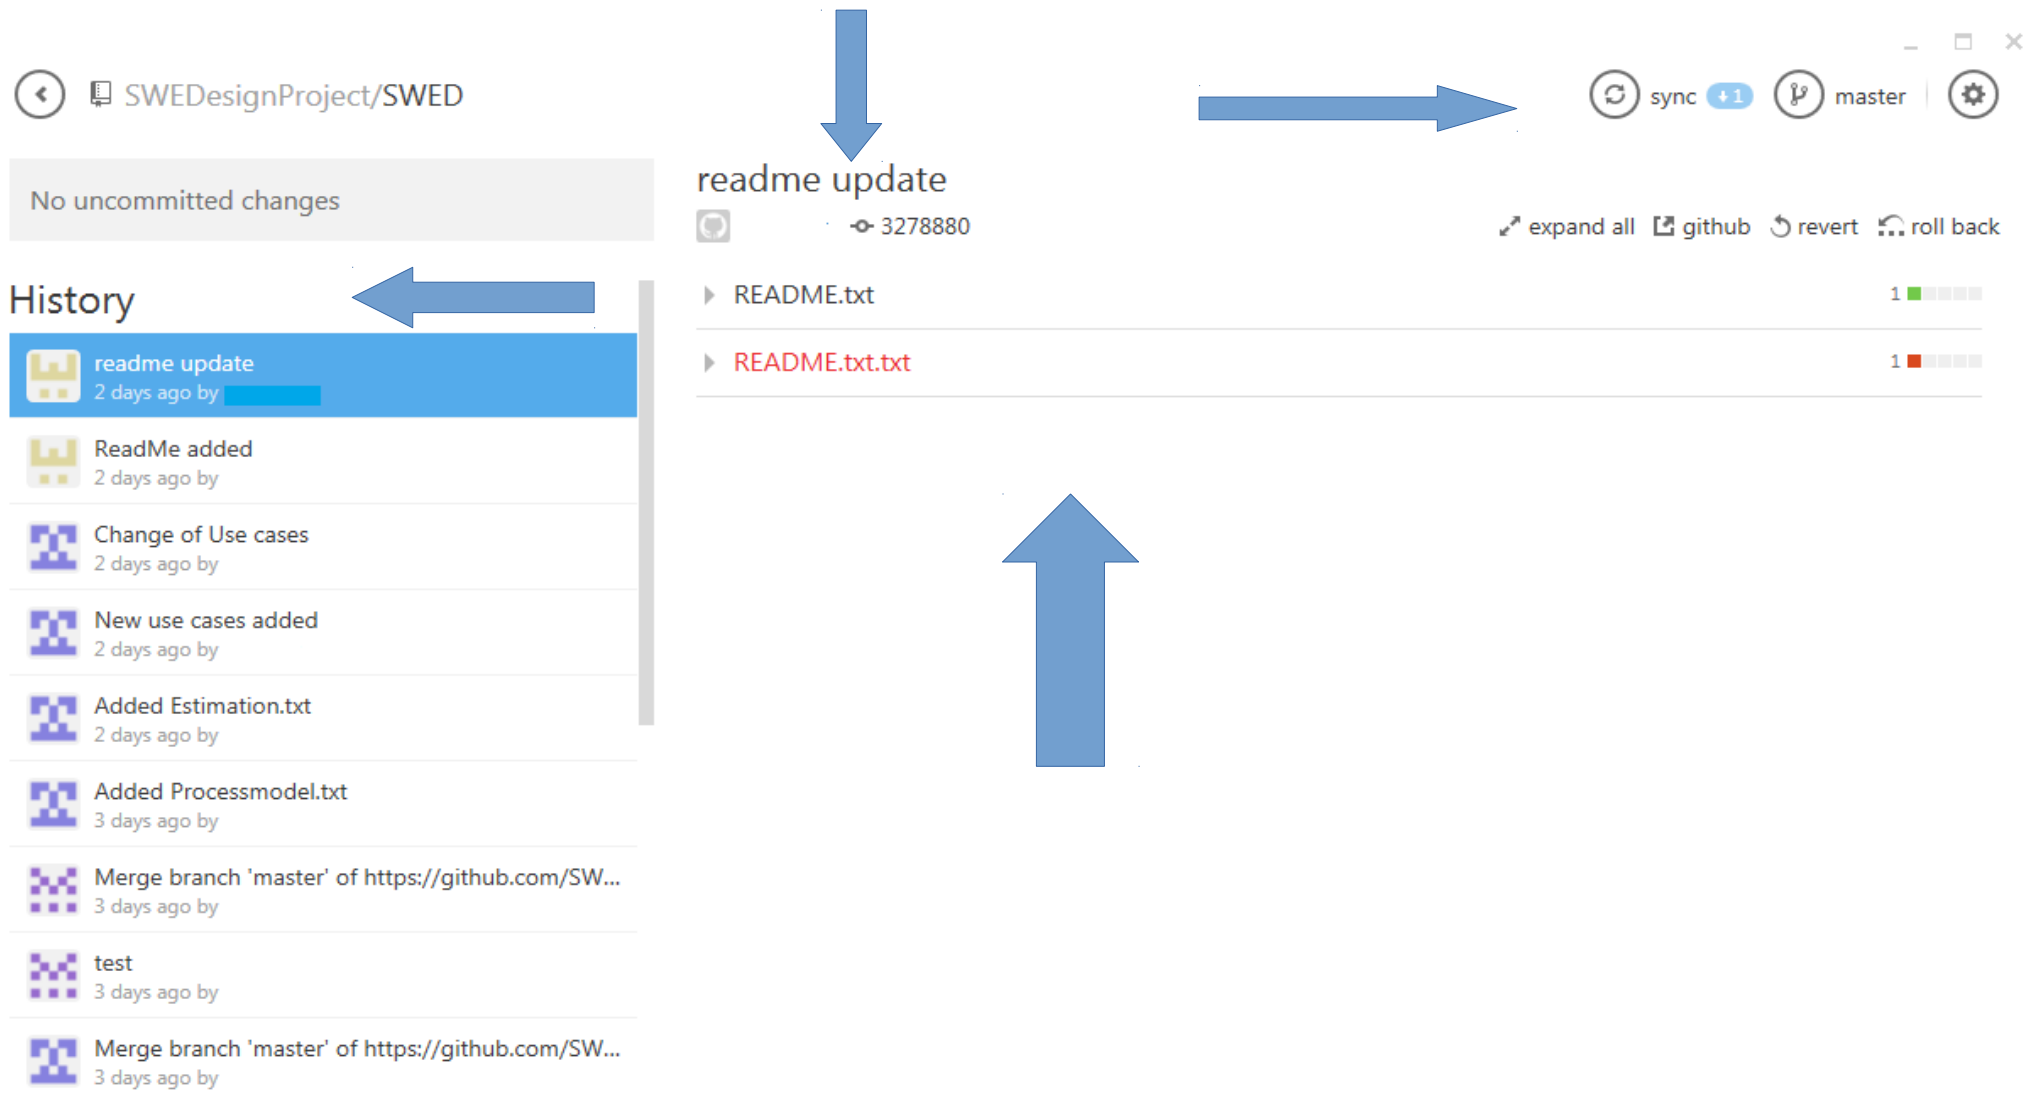 SWEDesignProject/SWED
sync 1 master
No uncommitted changes
History
readme update
2 days ago by
ReadMe added
2 days ago by
Change of Use cases
2 days ago by
New use cases added
2 days ago by
Added Estimation.txt
2 days ago by
Added Processmodel.txt
3 days ago by
Merge branch 'master' of https://github.com/SW...
3 days ago by
test
3 days ago by
Merge branch 'master' of https://github.com/SW...
3 days ago by
readme update
3278880
expand all github revert roll back
README.txt 1
README.txt.txt 1